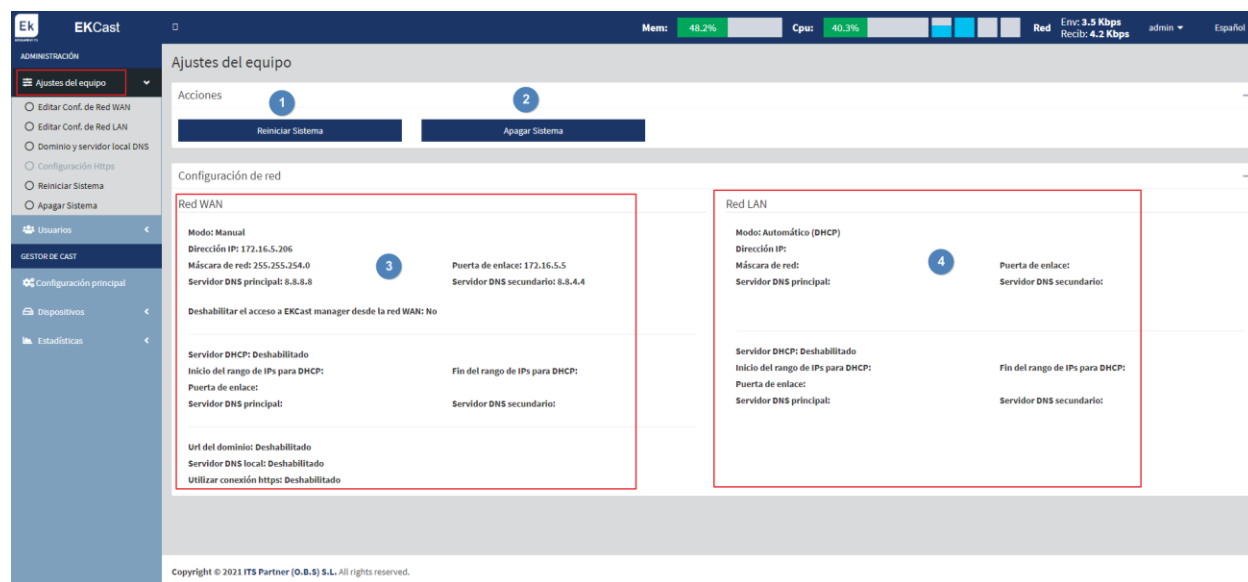 Ek EKCast Mem: 48.2% Cpu: 40.3% Red Env: 3.5 Kbps Recib: 4.2 Kbps admin Español
ADMINISTRACIÓN
Ajustes del equipo
Editar Conf. de Red WAN
Editar Conf. de Red LAN
Dominio y servidor local DNS
Configuración Https
Reiniciar Sistema
Apagar Sistema
Usuarios
GESTOR DE CAST
Configuración principal
Dispositivos
Estadísticas
Ajustes del equipo
Acciones
1
2
Reiniciar Sistema
Apagar Sistema
Configuración de red
Red WAN
Modo: Manual
Dirección IP: 172.16.5.206
Máscara de red: 255.255.254.0
3
Puerta de enlace: 172.16.5.5
Servidor DNS principal: 8.8.8.8
Servidor DNS secundario: 8.8.4.4
Deshabilitar el acceso a EKCast manager desde la red WAN: No
Servidor DHCP: Deshabilitado
Inicio del rango de IPs para DHCP:
Fin del rango de IPs para DHCP:
Puerta de enlace:
Servidor DNS principal:
Servidor DNS secundario:
Url del dominio: Deshabilitado
Servidor DNS local: Deshabilitado
Utilizar conexión https: Deshabilitado
Red LAN
Modo: Automático (DHCP)
Dirección IP:
Máscara de red:
4
Puerta de enlace:
Servidor DNS principal:
Servidor DNS secundario:
Servidor DHCP: Deshabilitado
Inicio del rango de IPs para DHCP:
Fin del rango de IPs para DHCP:
Puerta de enlace:
Servidor DNS principal:
Servidor DNS secundario:
Copyright © 2021 ITS Partner (O.B.S) S.L. All rights reserved.